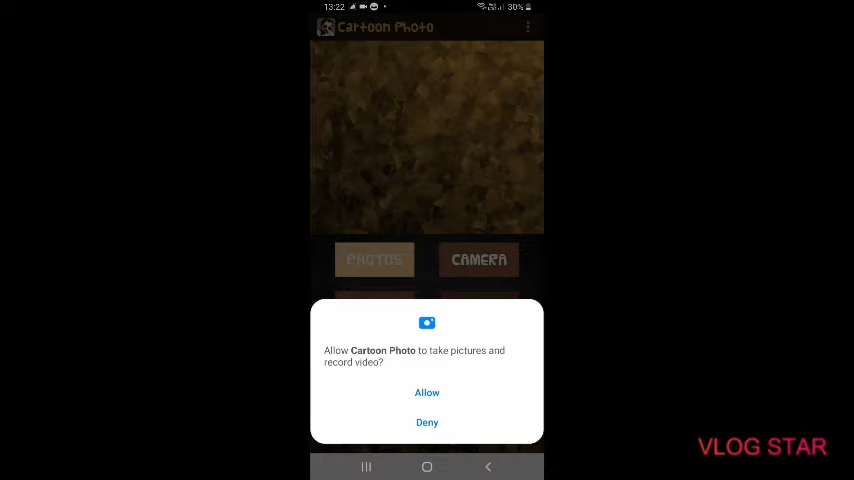 13:22 30%
Cartoon Photo
PHOTOS CAMERA
Allow Cartoon Photo to take pictures and
record video?
Allow
Deny
VLOG STAR